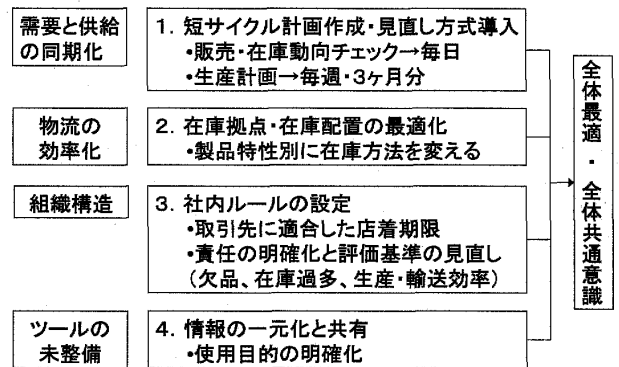 需要と供給
の同期化
1. 短サイクル計画作成・見直し方式導入
・販売・在庫動向チェック→毎日
・生産計画→毎週・3ヶ月分
物流の
効率化
2. 在庫拠点・在庫配置の最適化
・製品特性別に在庫方法を変える
組織構造
3. 社内ルールの設定
・取引先に適合した店着期限
・責任の明確化と評価基準の見直し
(欠品、在庫過多、生産・輸送効率)
ツールの
未整備
4. 情報の一元化と共有
・使用目的の明確化
全体最適・全体共通意識